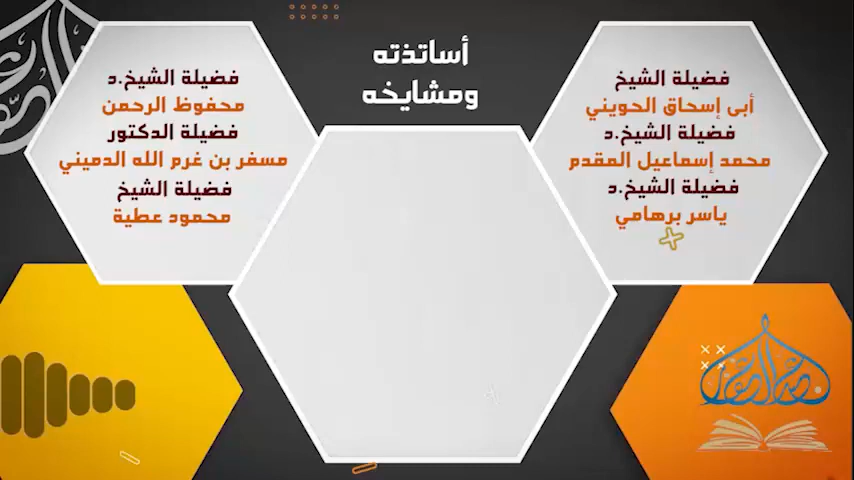 أساتذته
ومشايخه
فضيلة الشيخ
أبى إسحاق الحويني
فضيلة الشيخ.د
محمد إسماعيل المقدم
فضيلة الشيخ.د
ياسر برهامي
فضيلة الشيخ.د
محفوظ الرحمن
فضيلة الدكتور
مسفر بن غرم الله الدميني
فضيلة الشيخ
محمود عطية